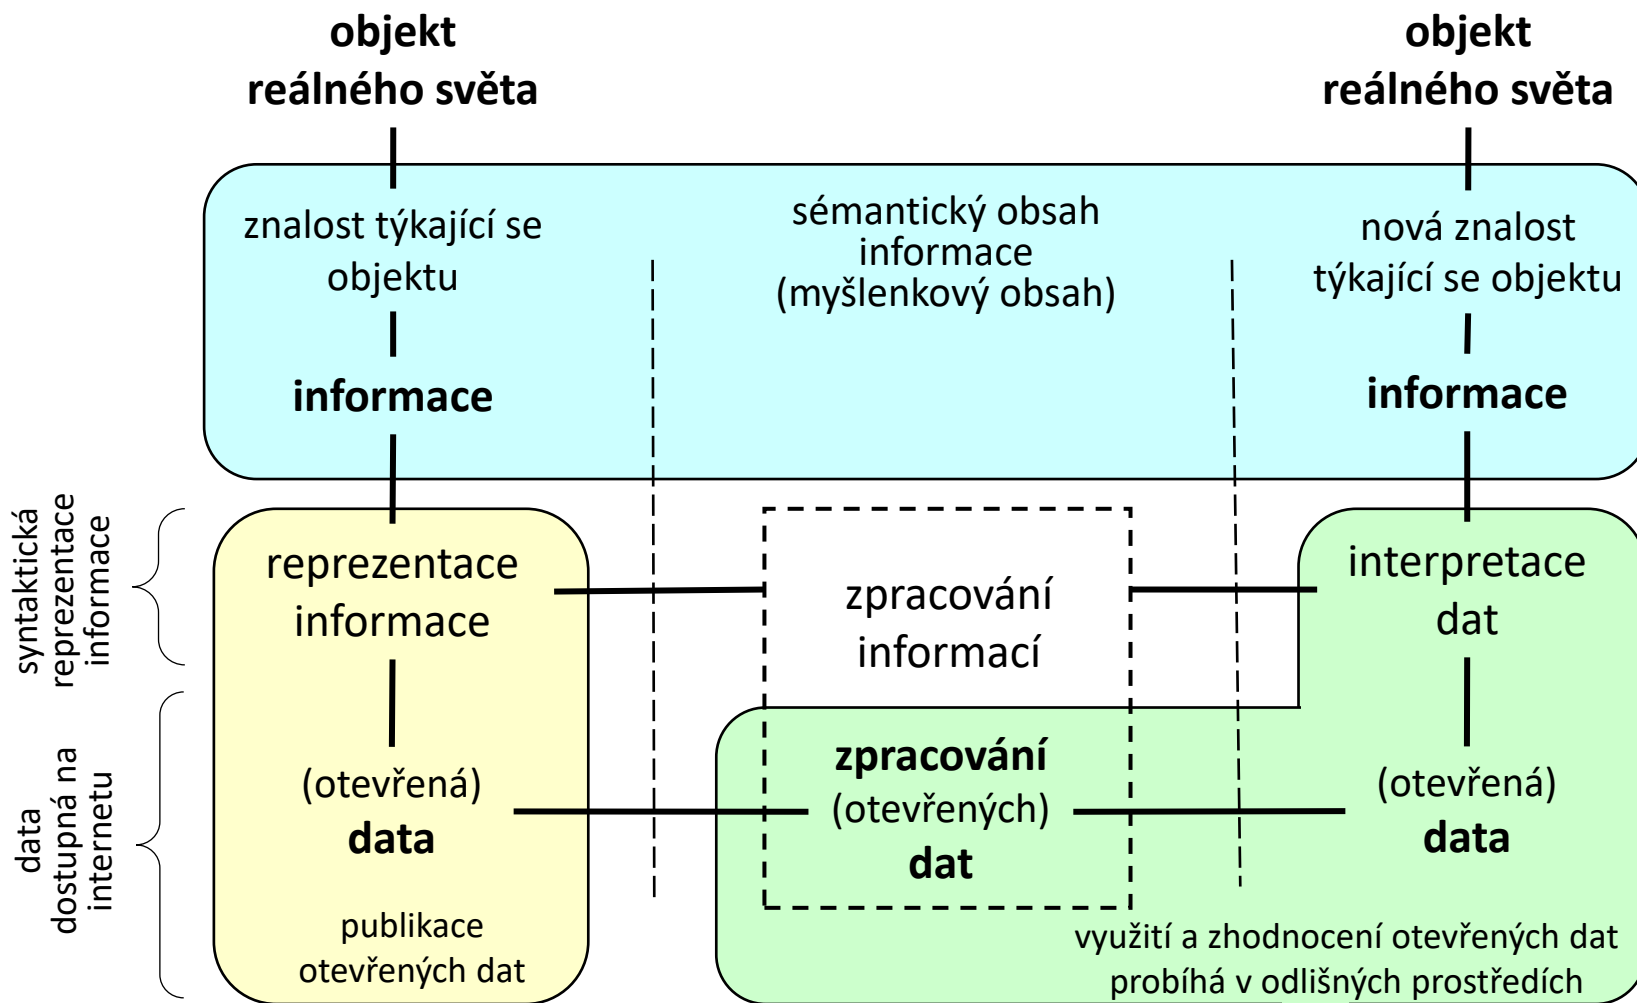 objekt
reálného světa
objekt
reálného světa
znalost týkající se
objektu
informace
sémantický obsah
informace
(myšlenkový obsah)
nová znalost
týkající se objektu
informace
syntaktická
reprezentace
informace
reprezentace
informace
zpracování
informací
interpretace
dat
data
dostupná na
internetu
(otevřená)
data
zpracování
(otevřených)
dat
(otevřená)
data
publikace
otevřených dat
využití a zhodnocení otevřených dat
probíhá v odlišných prostředích